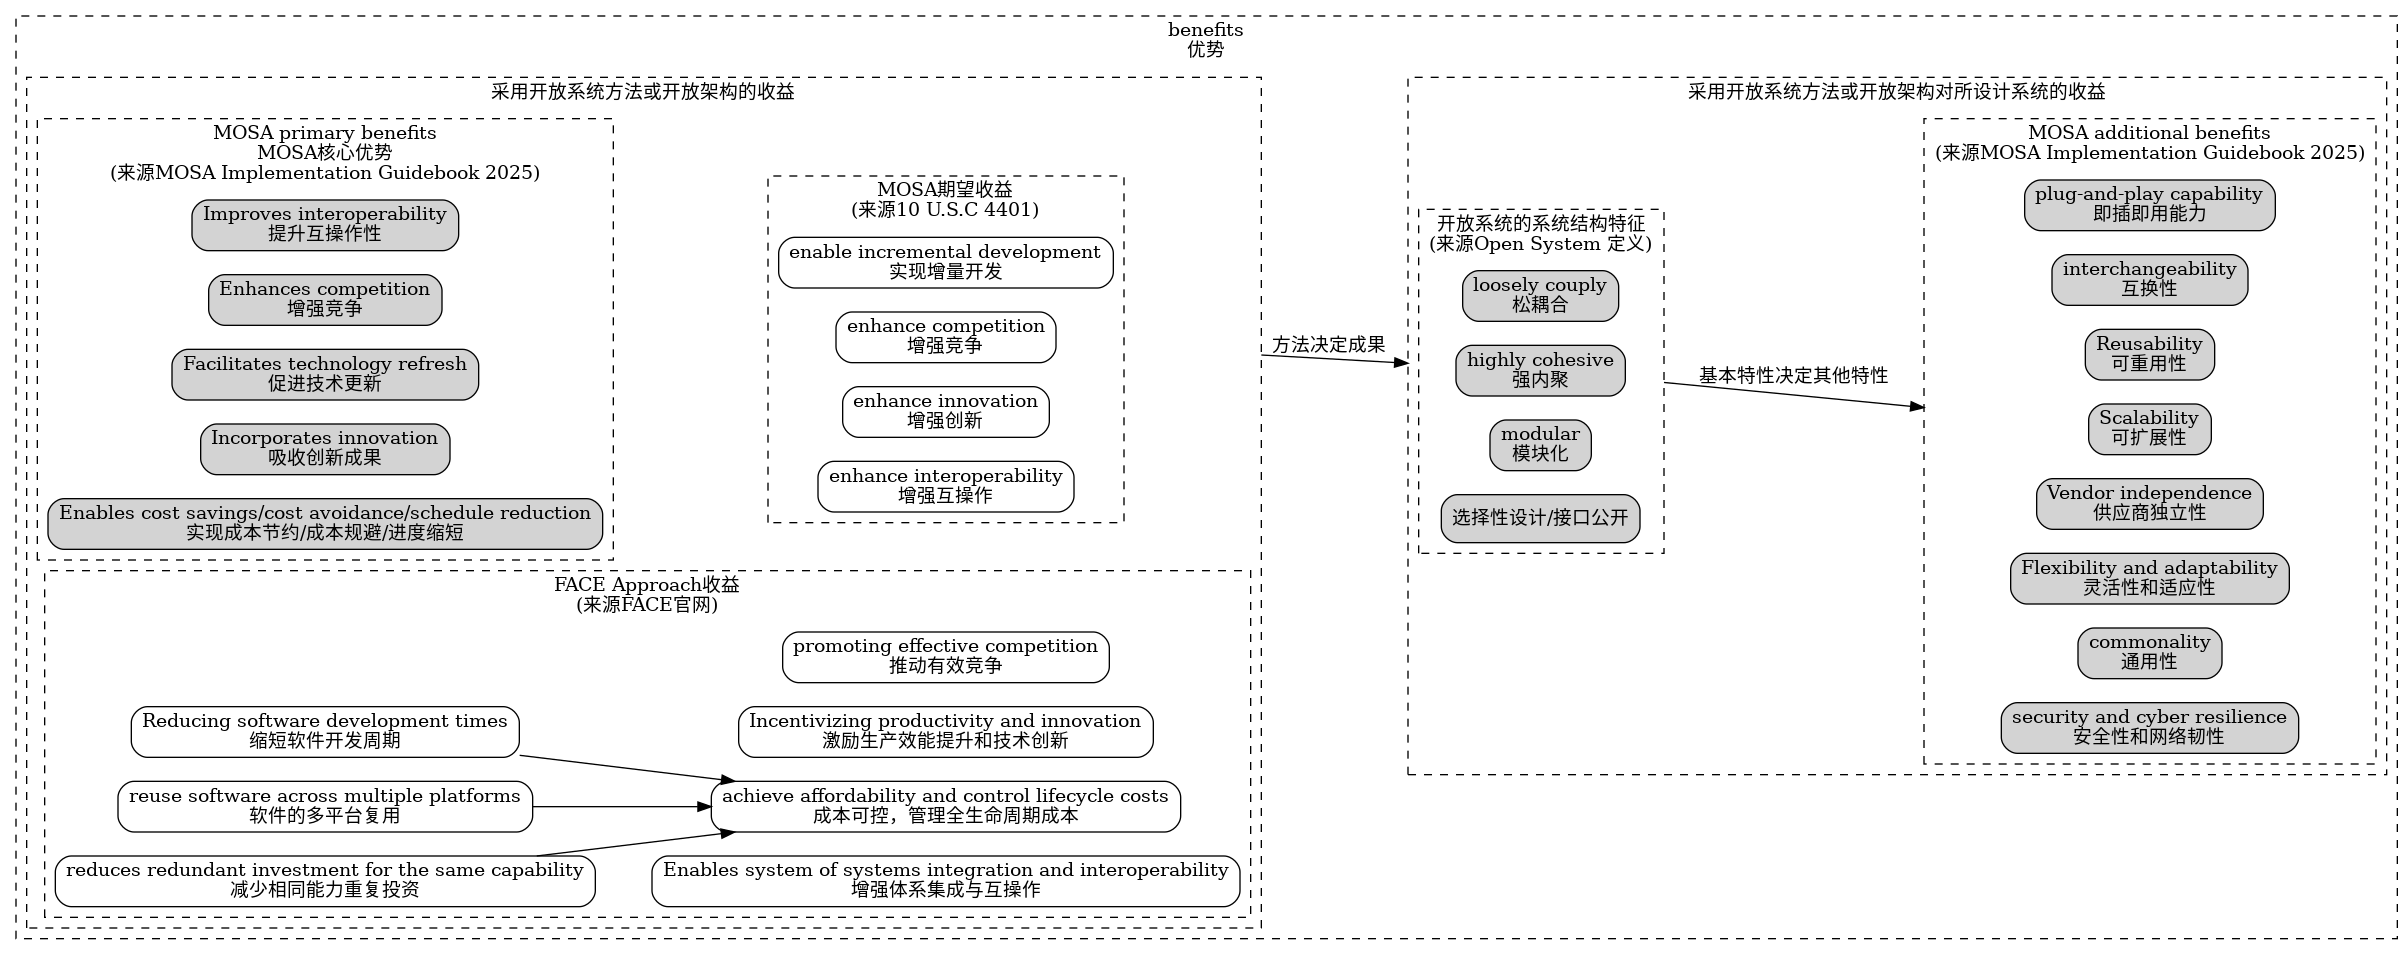 benefits
优势
采用开放系统方法或开放架构的收益
MOSA primary benefits
MOSA核心优势
(来源MOSA Implementation Guidebook 2025)
Improves interoperability
提升互操作性
Enhances competition
增强竞争
Facilitates technology refresh
促进技术更新
Incorporates innovation
吸收创新成果
Enables cost savings/cost avoidance/schedule reduction
实现成本节约/成本规避/进度缩短
MOSA期望收益
(来源10 U.S.C 4401)
enable incremental development
实现增量开发
enhance competition
增强竞争
enhance innovation
增强创新
enhance interoperability
增强互操作
FACE Approach收益
(来源FACE官网)
promoting effective competition
推动有效竞争
Reducing software development times
缩短软件开发周期
Incentivizing productivity and innovation
激励生产效能提升和技术创新
reuse software across multiple platforms
软件的多平台复用
achieve affordability and control lifecycle costs
成本可控，管理全生命周期成本
reduces redundant investment for the same capability
减少相同能力重复投资
Enables system of systems integration and interoperability
增强体系集成与互操作
方法决定成果
采用开放系统方法或开放架构对所设计系统的收益
开放系统的系统结构特征
(来源Open System 定义)
loosely couply
松耦合
highly cohesive
强内聚
modular
模块化
选择性设计/接口公开
基本特性决定其他特性
MOSA additional benefits
(来源MOSA Implementation Guidebook 2025)
plug-and-play capability
即插即用能力
interchangeability
互换性
Reusability
可重用性
Scalability
可扩展性
Vendor independence
供应商独立性
Flexibility and adaptability
灵活性和适应性
commonality
通用性
security and cyber resilience
安全性和网络韧性